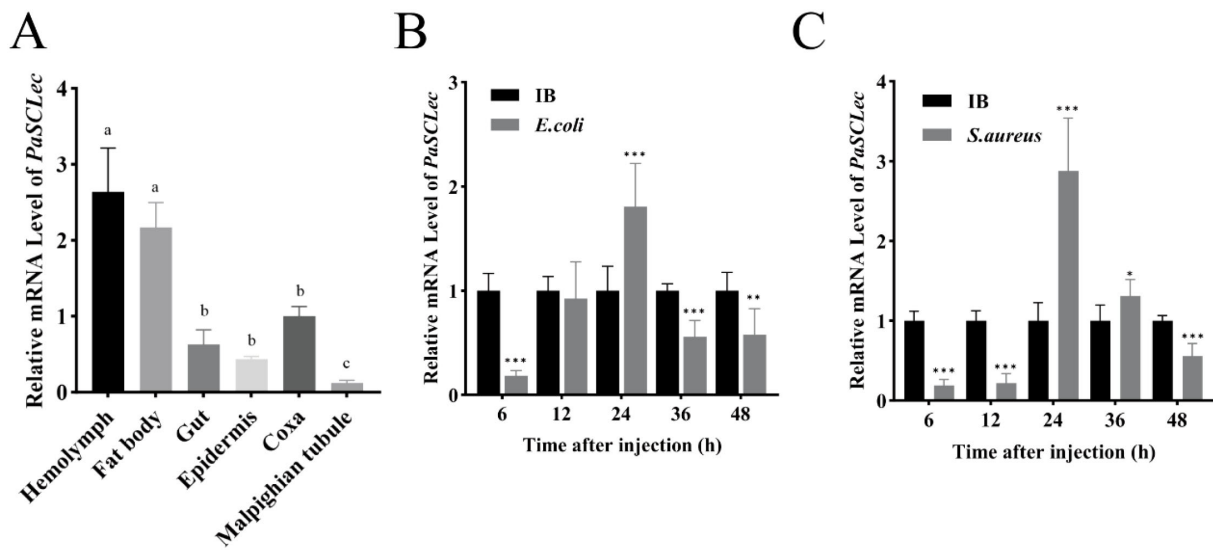 A
Relative mRNA Level of PaSCLec
4
3
2
1
0
a
a
b
b
b
c
Hemolymph
Fat body
Gut
Epidermis
Coxa
Malpighian tubule
B
Relative mRNA Level of PaSCLec
3
2
1
0
IB
E.coli
***
***
***
**
6 12 24 36 48
Time after injection (h)
C
Relative mRNA Level of PaSCLec
4
3
2
1
0
IB
S.aureus
***
***
***
*
***
6 12 24 36 48
Time after injection (h)